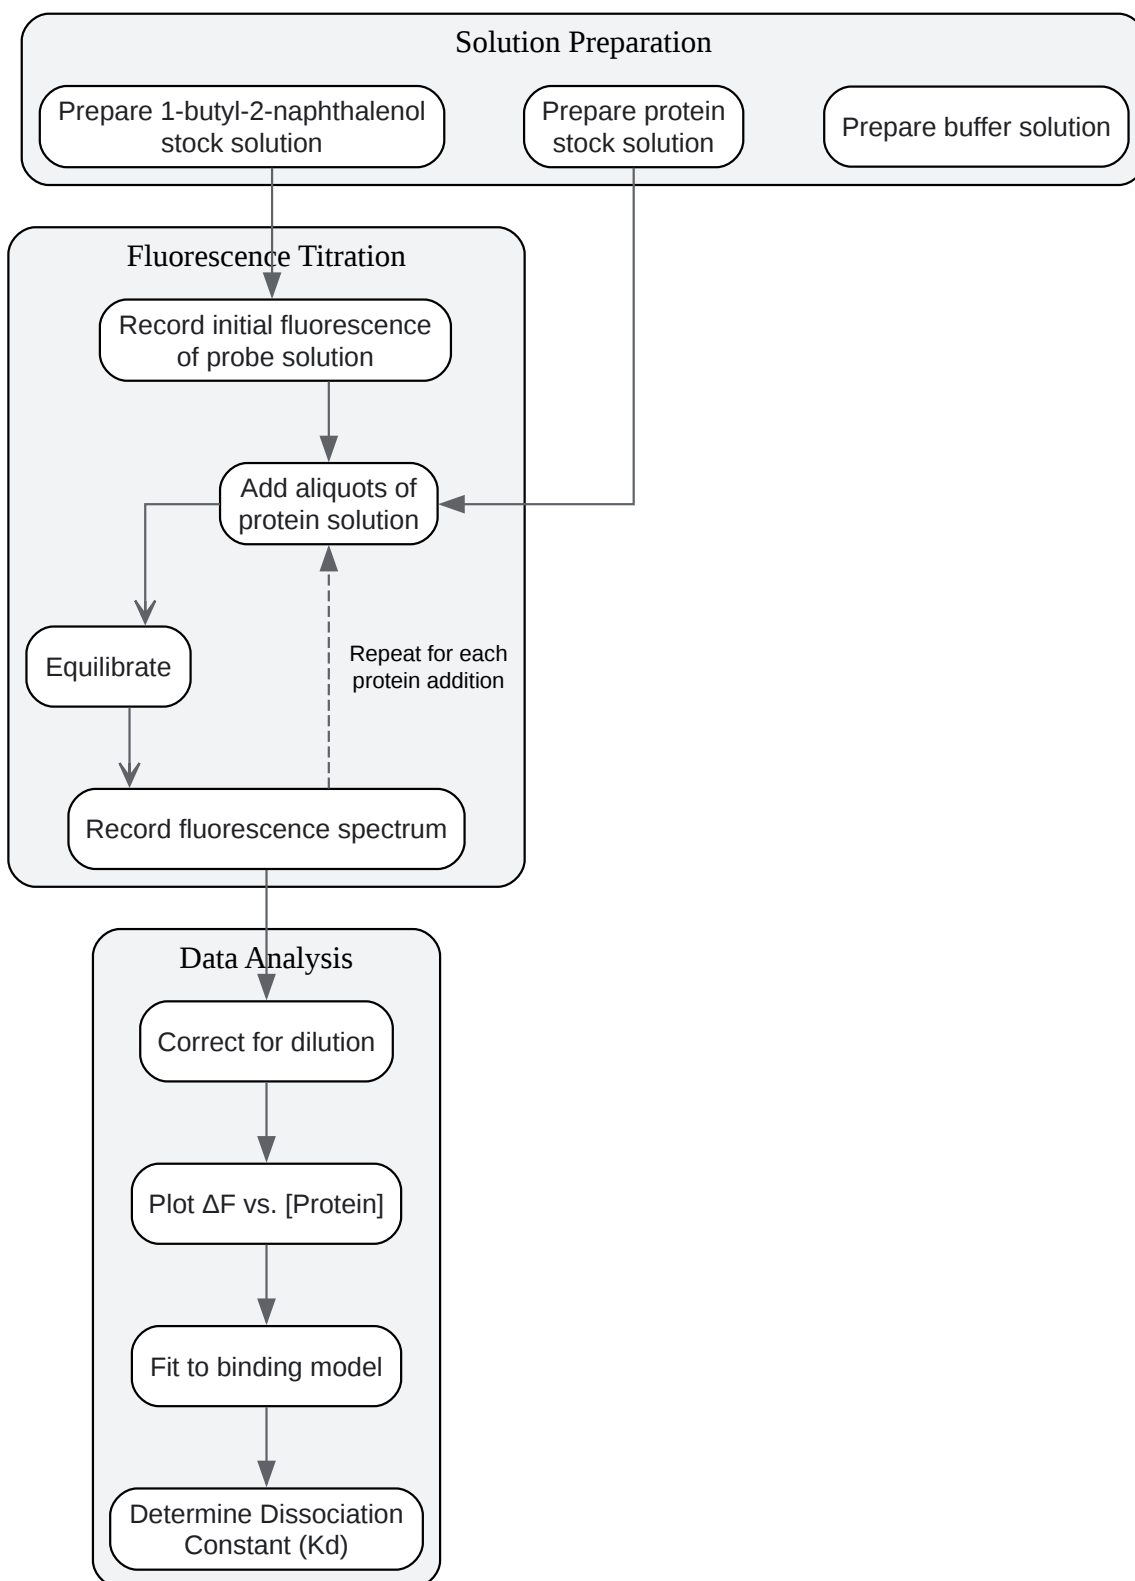 Solution Preparation
Prepare 1-butyl-2-naphthalenol
stock solution
Prepare protein
stock solution
Prepare buffer solution
Fluorescence Titration
Record initial fluorescence
of probe solution
Add aliquots of
protein solution
Equilibrate
Repeat for each
protein addition
Record fluorescence spectrum
Data Analysis
Correct for dilution
Plot ΔF vs. [Protein]
Fit to binding model
Determine Dissociation
Constant (Kd)